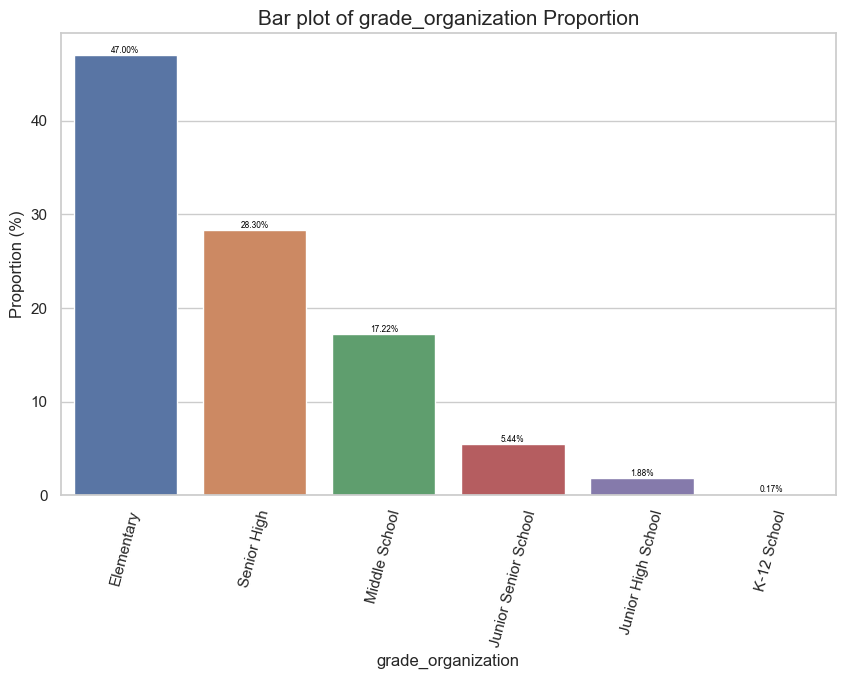 Bar plot of grade_organization Proportion
47.00%
28.30%
17.22%
5.44%
1.88%
0.17%
Proportion (%)
40
30
20
10
0
Elementary
Senior High
Middle School
Junior Senior School
Junior High School
K-12 School
grade_organization